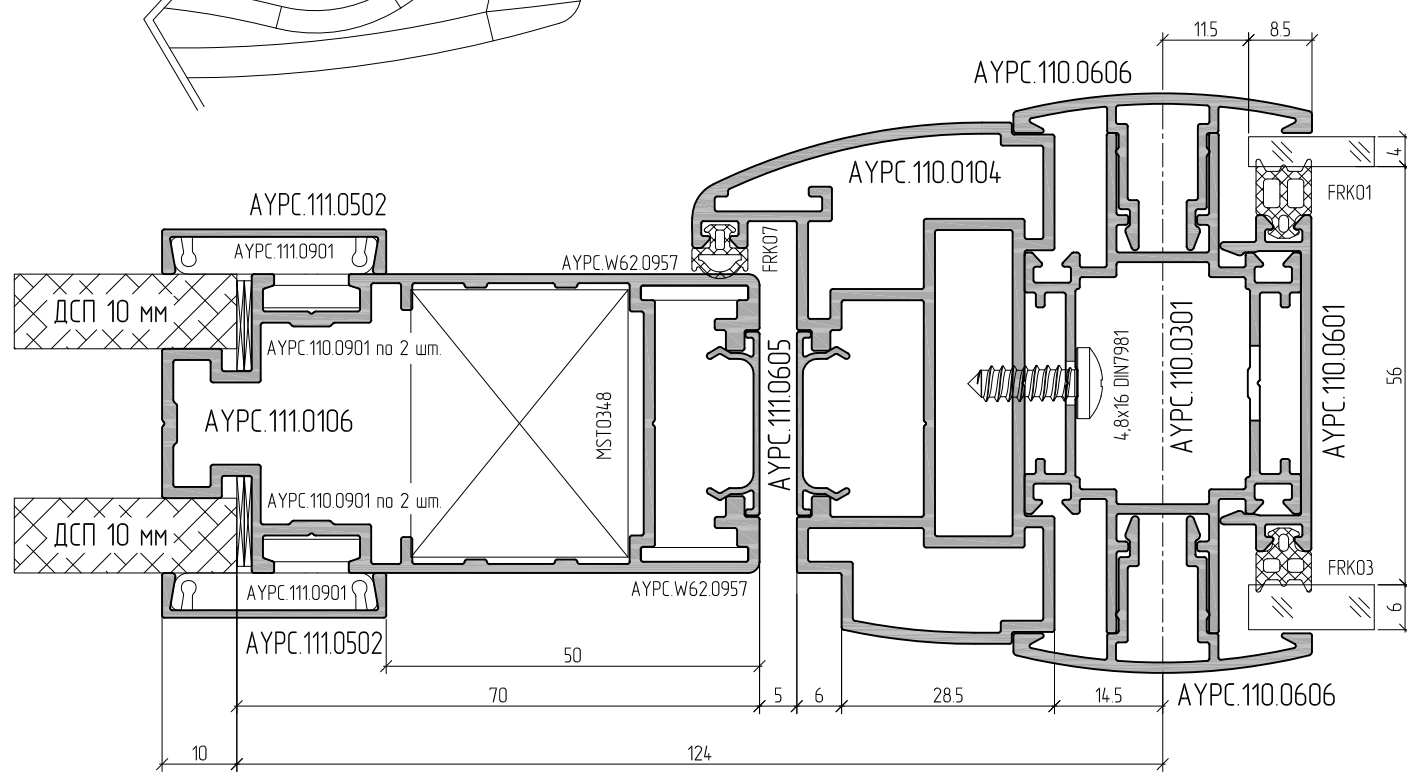 11.5
8.5
AYPC.110.0606
4
AYPC.110.0104
FRK01
AYPC.111.0502
AYPC.111.0901
AYPC.W62.0957
FRK07
ДСП 10 мм
AYPC.110.0901 по 2 шт.
AYPC.111.0106
MST0348
AYPC.111.0605
4,8x16 DIN7981
AYPC.110.0301
AYPC.110.0601
56
AYPC.110.0901 по 2 шт.
ДСП 10 мм
AYPC.111.0901
AYPC.W62.0957
FRK03
6
AYPC.111.0502
50
AYPC.110.0606
70
5
6
28.5
14.5
10
124